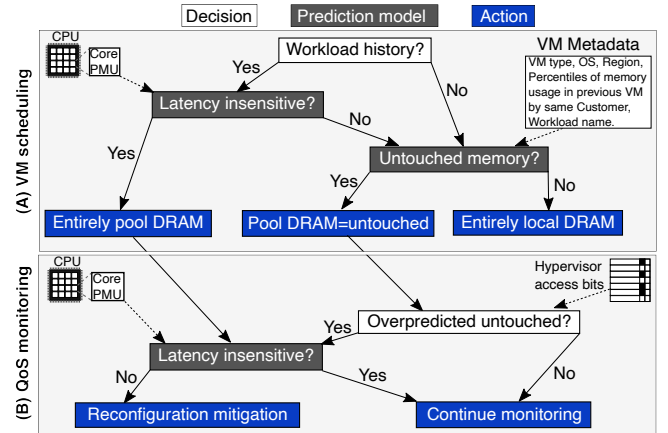 Decision
Prediction model
Action
(A) VM scheduling
CPU
Core
PMU
Workload history?
VM Metadata
VM type, OS, Region,
Percentiles of memory
usage in previous VM
by same Customer,
Workload name.
Yes
No
Latency insensitive?
No
Yes
Untouched memory?
Yes
No
Entirely pool DRAM
Pool DRAM=untouched
Entirely local DRAM
(B) QoS monitoring
CPU
Core
PMU
Hypervisor
access bits
Overpredicted untouched?
Yes
No
Latency insensitive?
No
Yes
Reconfiguration mitigation
Continue monitoring